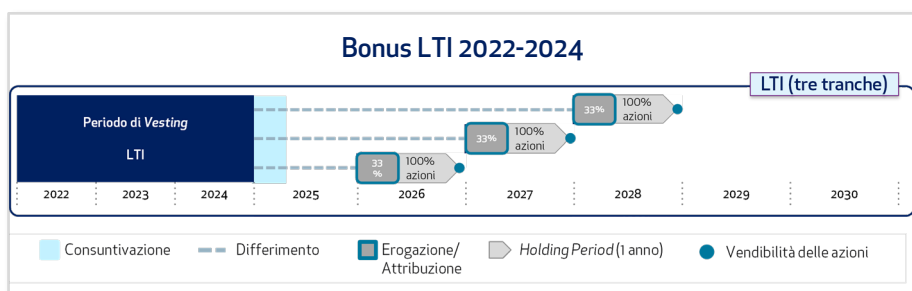 Bonus LTI 2022-2024
LTI (tre tranche)
Periodo di Vesting
LTI
33% 100% azioni
33% 100% azioni
33 % 100% azioni
2022 2023 2024 2025 2026 2027 2028 2029 2030
Consuntivazione
Differimento
Erogazione/
Attribuzione
Holding Period (1 anno)
Vendibilità delle azioni